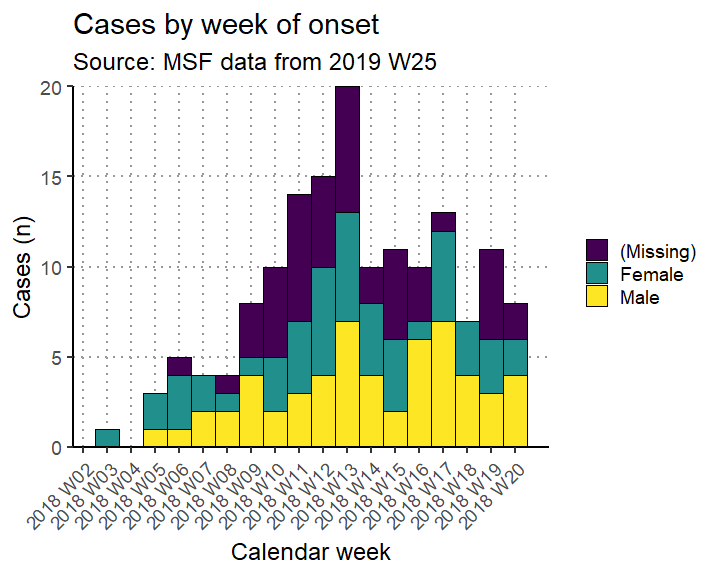 Cases by week of onset
Source: MSF data from 2019 W25
20
15
10
5
0
Cases (n)
(Missing)
Female
Male
2018 W02
2018 W03
2018 W04
2018 W05
2018 W06
2018 W07
2018 W08
2018 W09
2018 W10
2018 W11
2018 W12
2018 W13
2018 W14
2018 W15
2018 W16
2018 W17
2018 W18
2018 W19
2018 W20
Calendar week